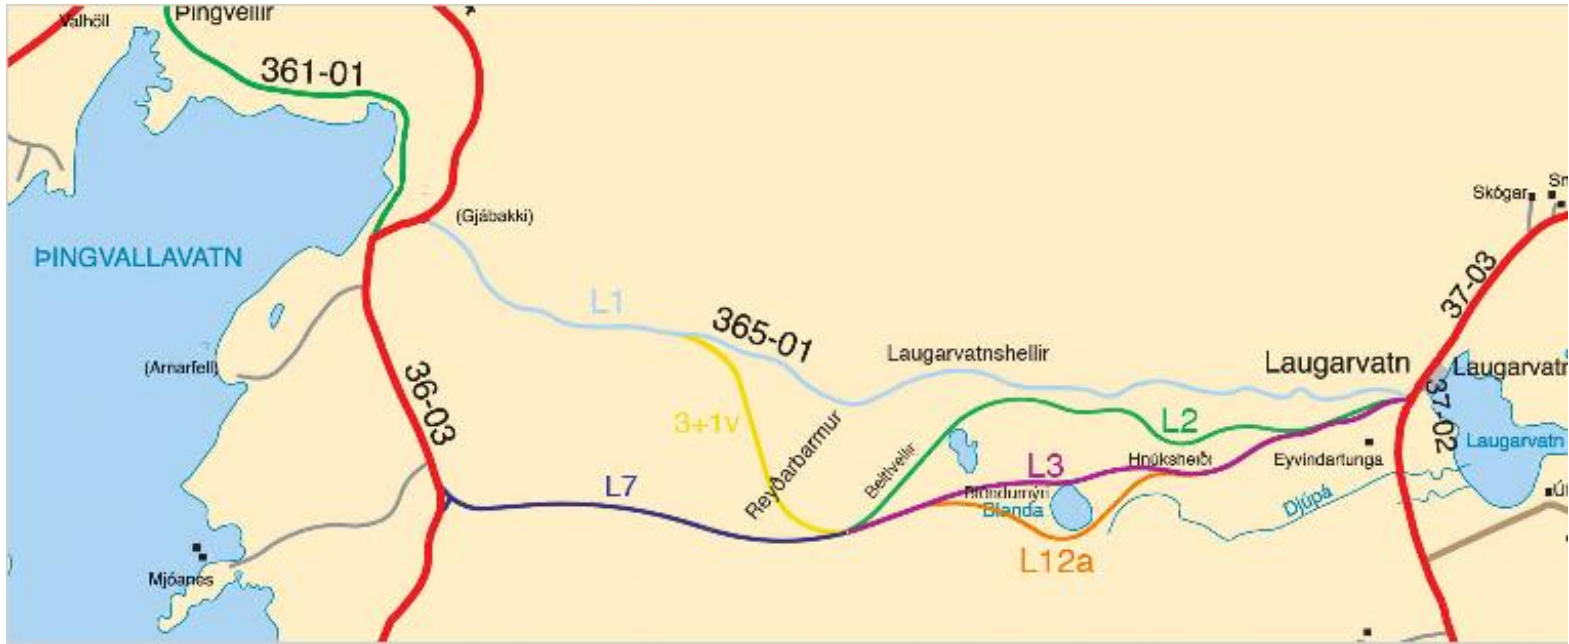 Valhöll
Þingvellir
361-01
(Gjábakki)
Skógar
ÞINGVALLAVATN
37-03
L1
365-01
Laugarvatnshellir
Laugarvatn
Laugarvatn
(Arnarfell)
36-03
37-02
3+1v
Reyðarbarmur
L2
Laugarvatn
Beitivellir
L3
Hnúksheiði
Eyvindartunga
L7
Blanda
Djúpá
L12a
Mjóanes